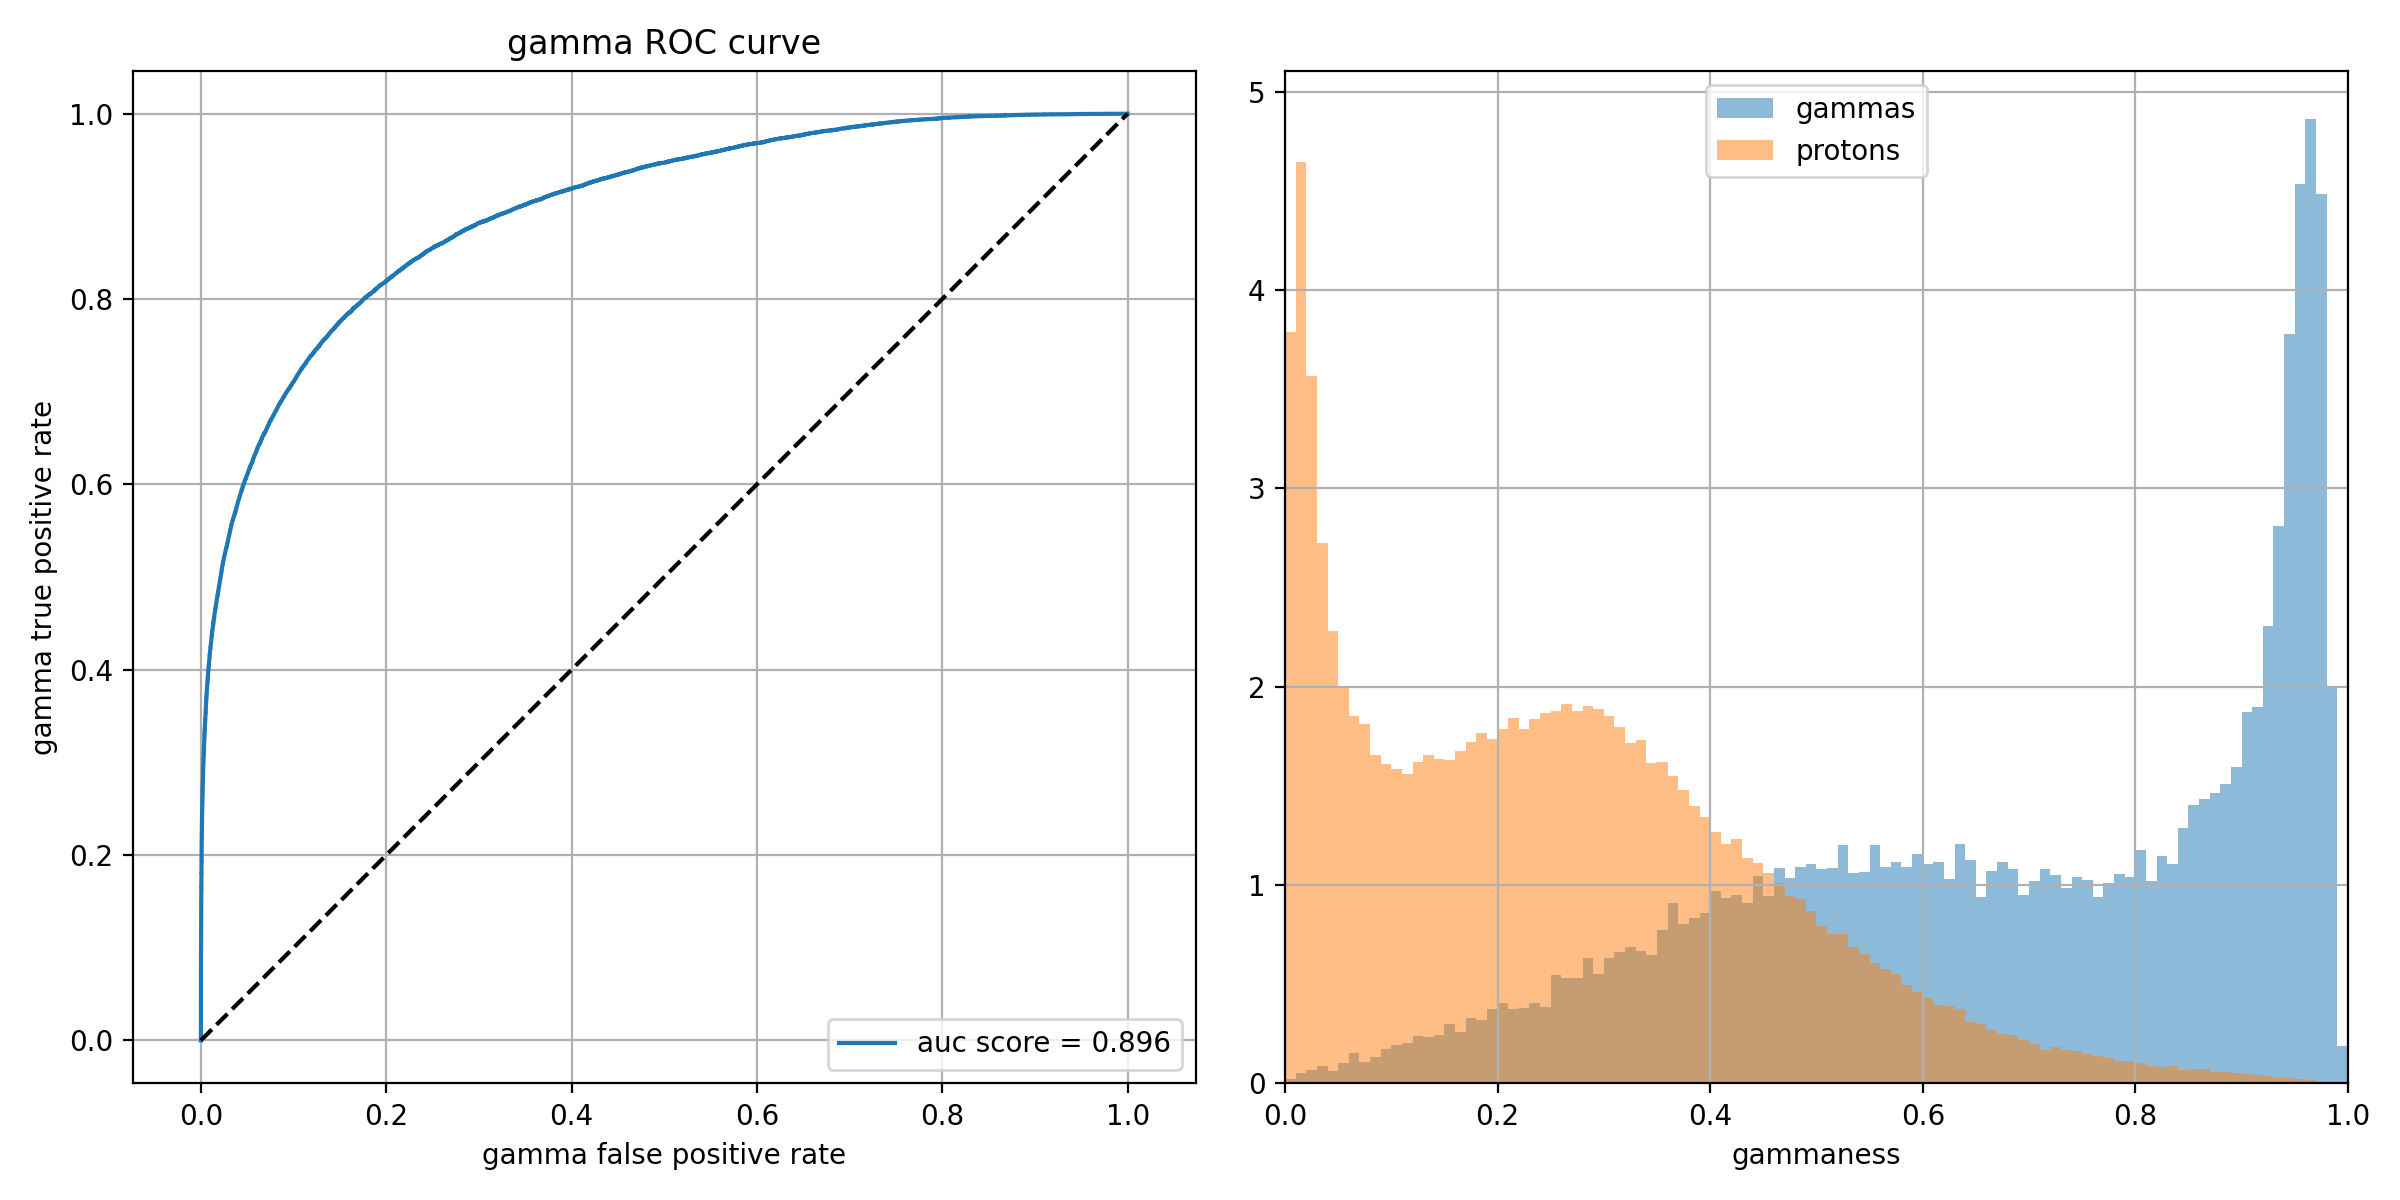 gamma ROC curve
gamma true positive rate
1.0
0.8
0.6
0.4
0.2
0.0
auc score = 0.896
0.0 0.2 0.4 0.6 0.8 1.0
gamma false positive rate
5
4
3
2
1
0
gammas
protons
0.0 0.2 0.4 0.6 0.8 1.0
gammaness